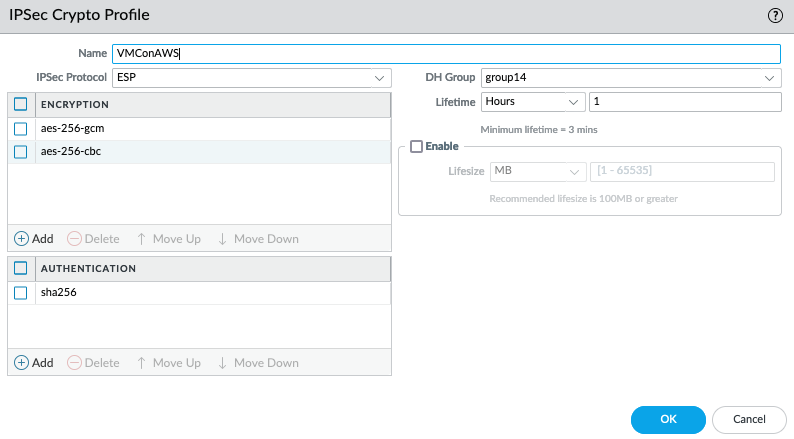 IPSec Crypto Profile
Name VMConAWS
IPSec Protocol ESP
DH Group group14
ENCRYPTION
aes-256-gcm
aes-256-cbc
Add Delete Move Up Move Down
Lifetime Hours 1
Minimum lifetime = 3 mins
Enable
Lifesize MB [1 - 65535]
Recommended lifesize is 100MB or greater
AUTHENTICATION
sha256
Add Delete Move Up Move Down
OK Cancel